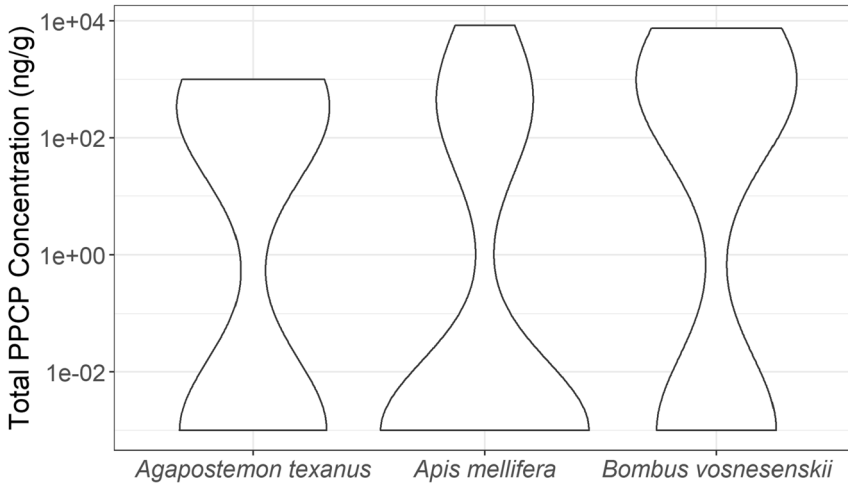 Total PPCP Concentration (ng/g)
1e+04
1e+02
1e+00
1e-02
Agapostemon texanus
Apis mellifera
Bombus vosnesenskii